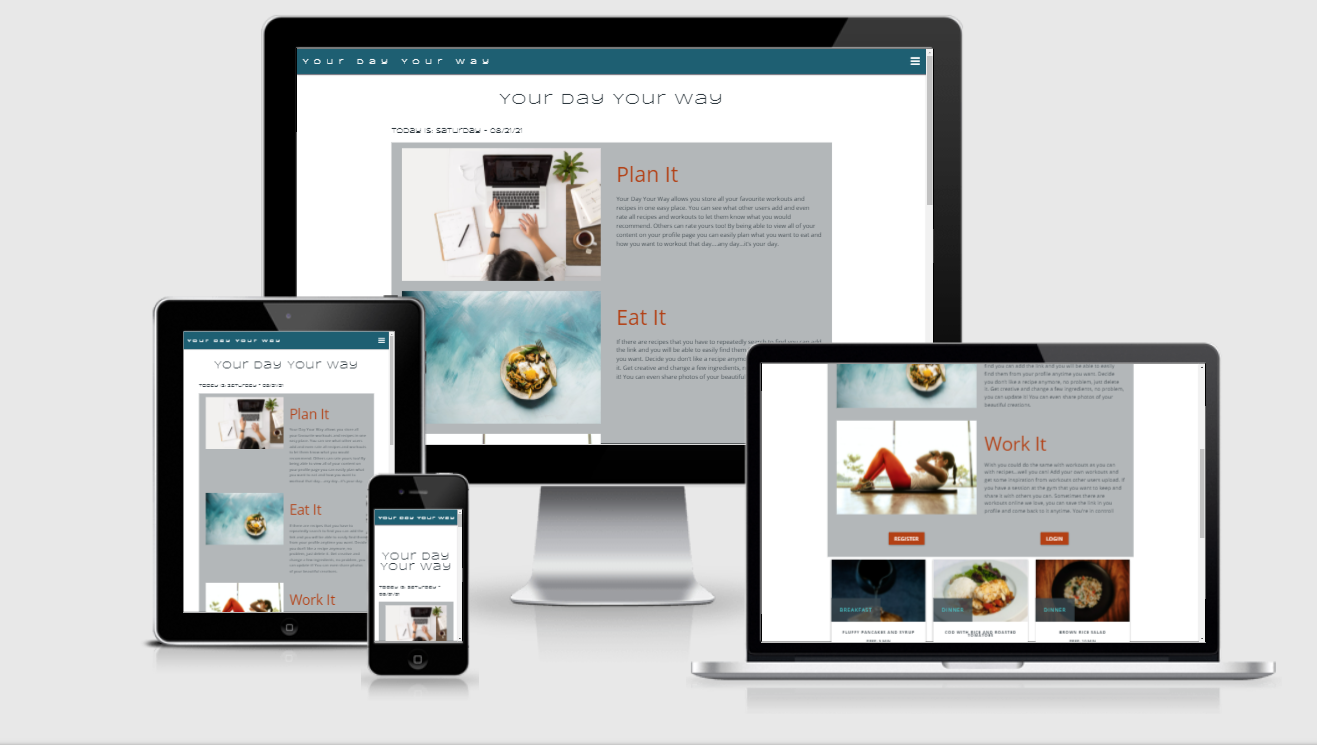 Your Day Your Way
Your Day Your Way
Today is: Saturday - 08/21/21
Plan It
Your Day Your Way allows you store all your favourite workouts and
recipes in one easy place. You can see what other users add and even
rate all recipes and workouts to let them know what you would
recommend. Others can rate yours too! By being able to view all of your
content on your profile page you can easily plan what you want to eat and
how you want to workout that day...any day...it's your day.
Eat It
If there are recipes that you have to repeatedly search to find you can add
the link and you will be able to easily find them
you want. Decide you don't like a recipe
it. Get creative and change a few ingredients,
it! You can even share photos of your
Your Day Your Way
Your Day Your Way
Today is: Saturday - 08/21/21
Plan It
Eat It
Work It
Your Day Your Way
Your Day
Your Way
Today is: Saturday -
08/21/21
find you can add the link and you will be able to easily
find them from your profile anytime you want. Decide
you don't like a recipe anymore, no problem, just delete
it. Get creative and change a few ingredients, no problem,
you can update it! You can even share photos of your
beautiful creations.
Work It
Wish you could do the same with workouts as you can
with recipes...well you can! Add your own workouts and
get some inspiration from workouts other users upload. If
you have a session at the gym that you want to keep and
share it with others you can. Sometimes there are
workouts online we love, you can save the link in you
profile and come back to it anytime. You're in control!
REGISTER
LOGIN
BREAKFAST
DINNER
DINNER
FLUFFY PANCAKES AND SYRUP
COD WITH RICE AND ROASTED
TOMATOES
BROWN RICE SALAD